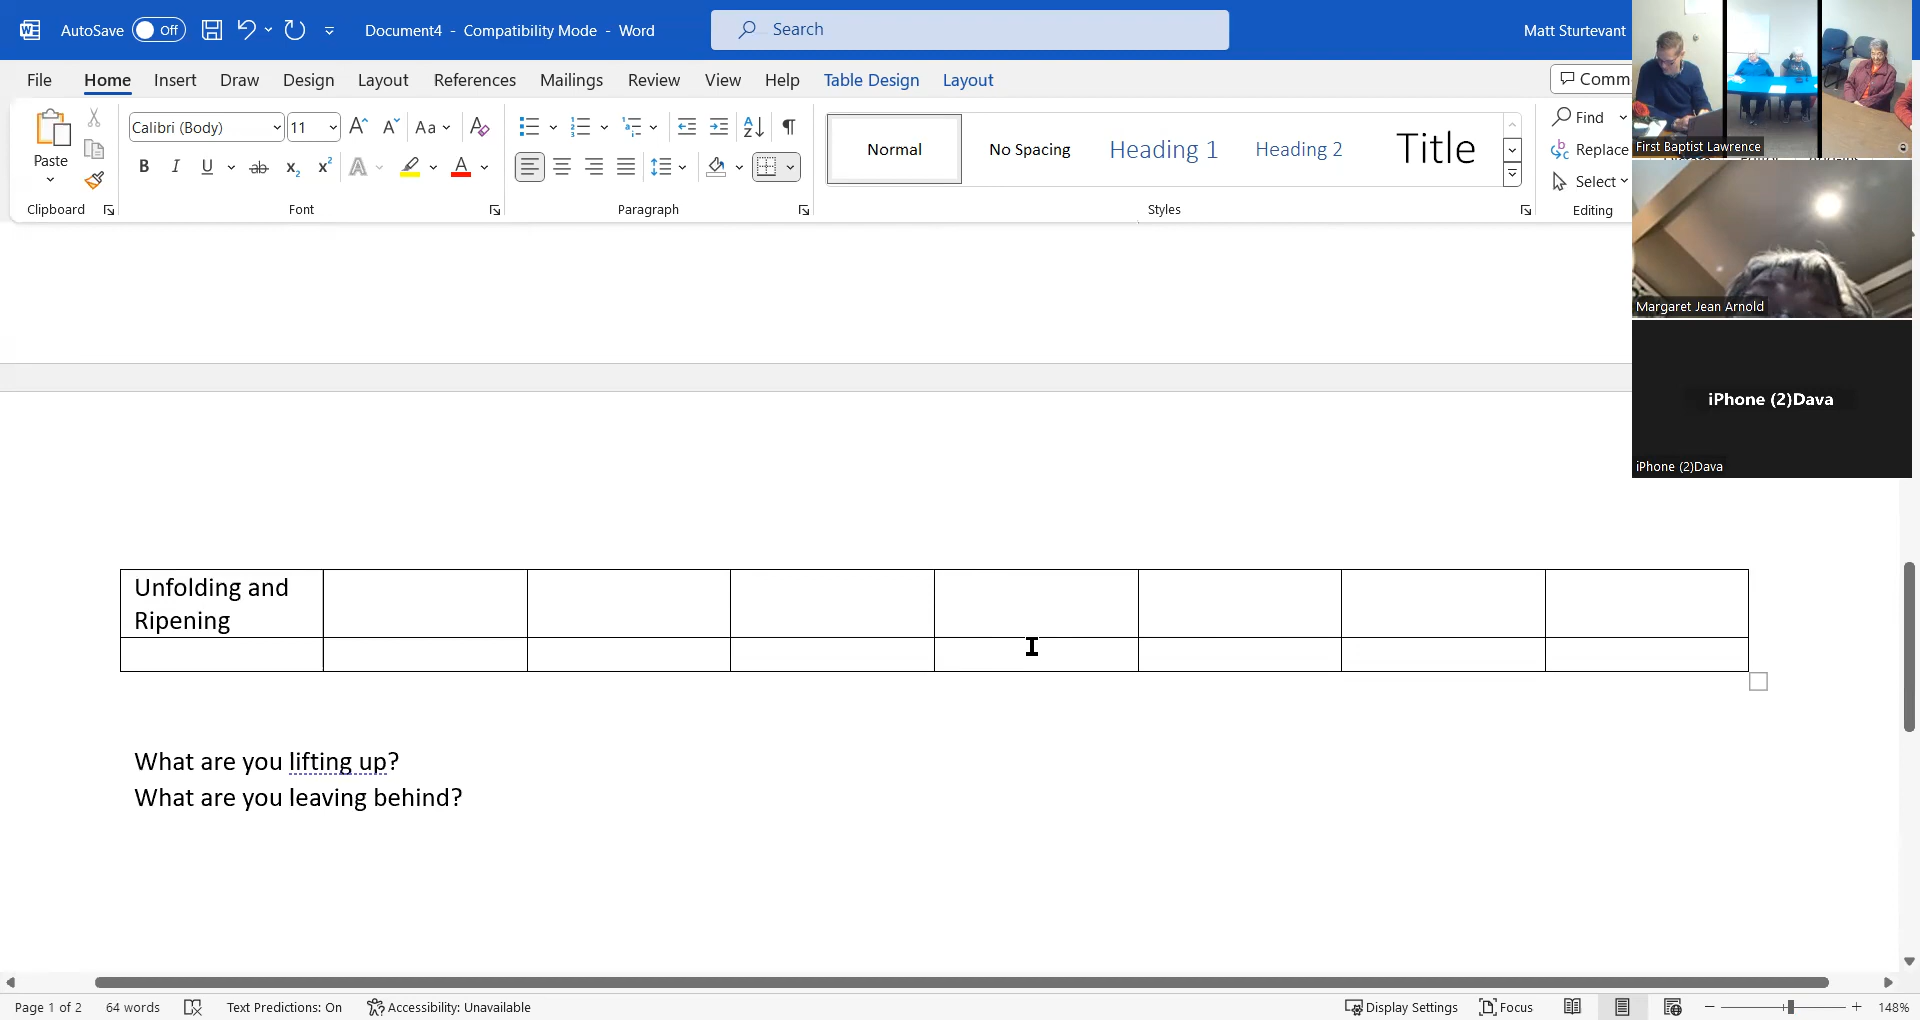 AutoSave Off Document4 - Compatibility Mode - Word Search Matt Sturtevant
File Home Insert Draw Design Layout References Mailings Review View Help Table Design Layout Comm
Paste
Clipboard
Calibri (Body) 11
Aa
B I U ab x₂ x² A A
Font
Paragraph
Normal No Spacing Heading 1 Heading 2 Title
Styles
Find
Replace
Select
Editing
First Baptist Lawrence
Margaret Jean Arnold
iPhone (2)Dava
iPhone (2)Dava
Unfolding and
Ripening
What are you lifting up?
What are you leaving behind?
Page 1 of 2 64 words Text Predictions: On Accessibility: Unavailable Display Settings Focus 148%